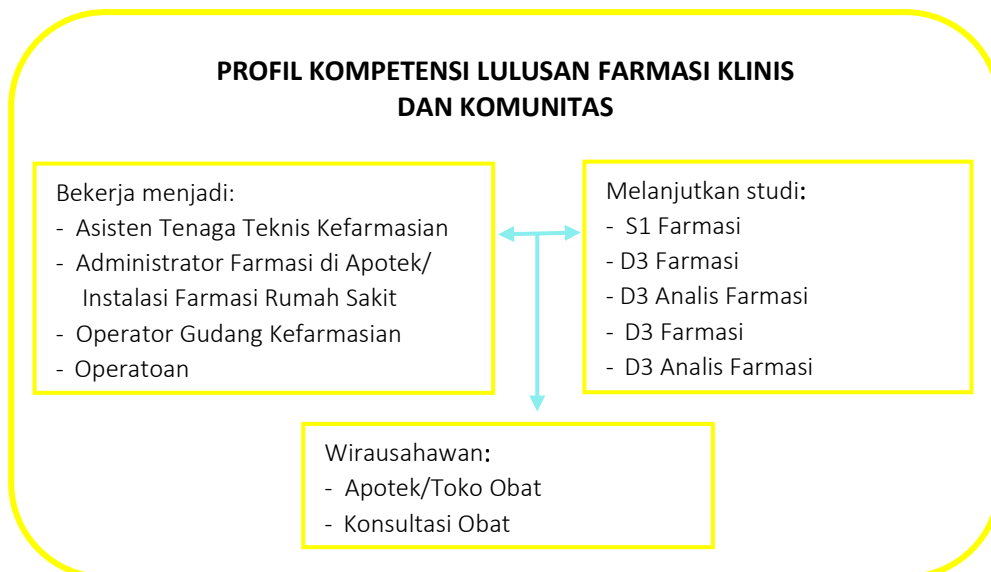 PROFIL KOMPETENSI LULUSAN FARMASI KLINIS
DAN KOMUNITAS
Bekerja menjadi:
- Asisten Tenaga Teknis Kefarmasian
- Administrator Farmasi di Apotek/
Instalasi Farmasi Rumah Sakit
- Operator Gudang Kefarmasian
- Operatoan
Melanjutkan studi:
- S1 Farmasi
- D3 Farmasi
- D3 Analis Farmasi
- D3 Farmasi
- D3 Analis Farmasi
Wirausahawan:
- Apotek/Toko Obat
- Konsultasi Obat